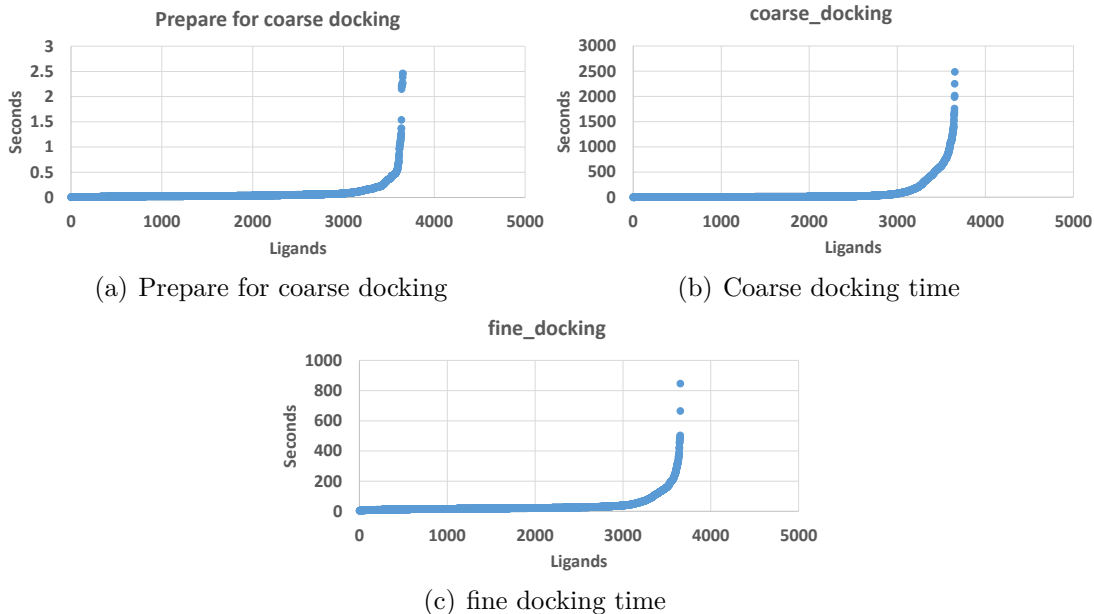 Prepare for coarse docking
3
2.5
2
1.5
1
0.5
0
Seconds
0 1000 2000 3000 4000 5000
Ligands
(a) Prepare for coarse docking
coarse_docking
3000
2500
2000
1500
1000
500
0
Seconds
0 1000 2000 3000 4000 5000
Ligands
(b) Coarse docking time
fine_docking
1000
800
600
400
200
0
Seconds
0 1000 2000 3000 4000 5000
Ligands
(c) fine docking time